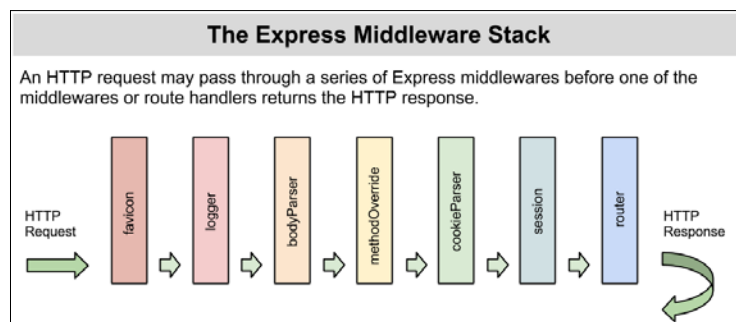 The Express Middleware Stack
An HTTP request may pass through a series of Express middlewares before one of the
middlewares or route handlers returns the HTTP response.
HTTP
Request
favicon
logger
bodyParser
methodOverride
cookieParser
session
router
HTTP
Response